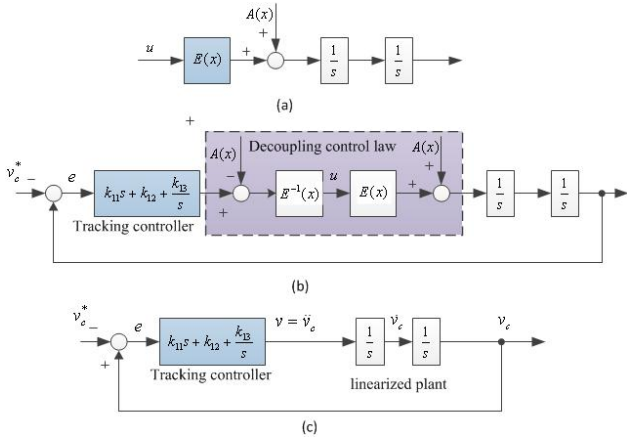 A(x)
+
u
E(x)
+
1/s
1/s
(a)
+
Decoupling control law
v_c^*
−
e
k₁₁s + k₁₂ + k₁₃/s
A(x)
−
+
E⁻¹(x)
u
E(x)
A(x)
+
+
1/s
1/s
Tracking controller
(b)
v_c^*
−
e
k₁₁s + k₁₂ + k₁₃/s
v = v̈_c
1/s
v̇_c
1/s
v_c
+
Tracking controller
linearized plant
(c)